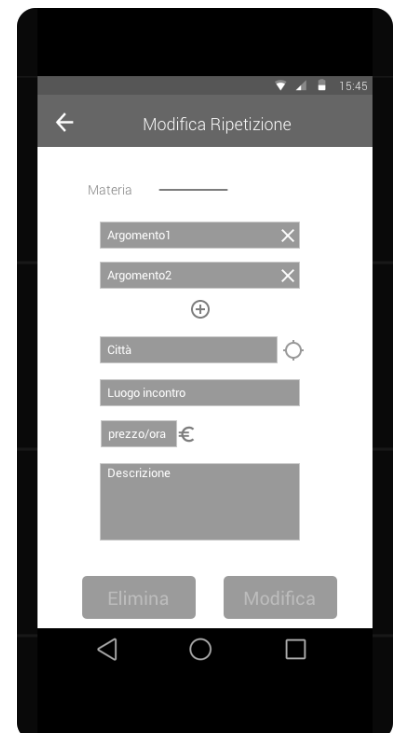 15:45
Modifica Ripetizione
Materia
Argomento1
Argomento2
Città
Luogo incontro
prezzo/ora €
Descrizione
Elimina Modifica